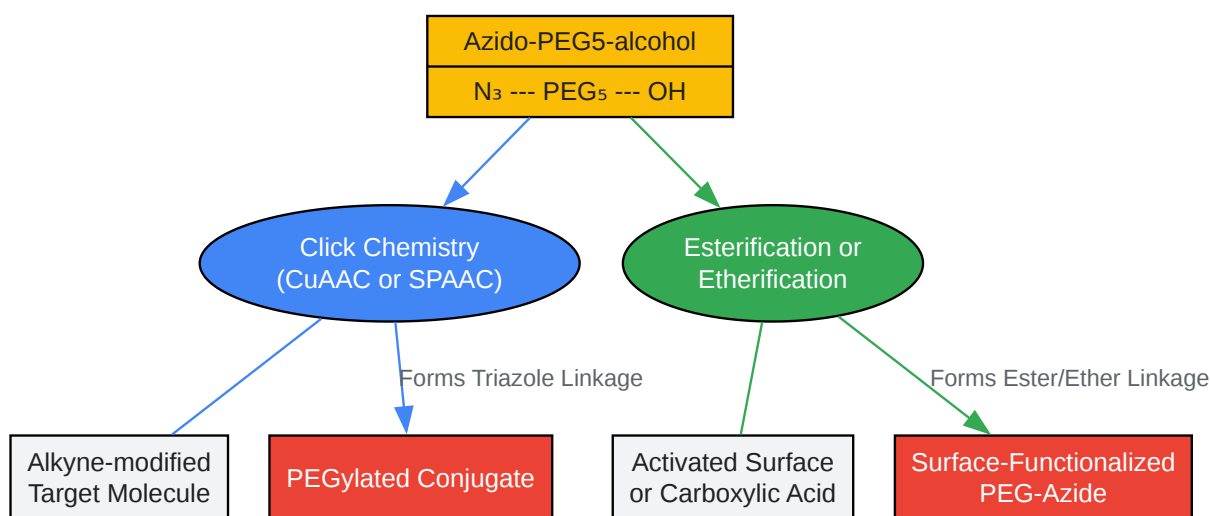 Azido-PEG5-alcohol
N₃ --- PEG₅ --- OH
Click Chemistry
(CuAAC or SPAAC)
Esterification or
Etherification
Forms Triazole Linkage
Forms Ester/Ether Linkage
Alkyne-modified
Target Molecule
PEGylated Conjugate
Activated Surface
or Carboxylic Acid
Surface-Functionalized
PEG-Azide